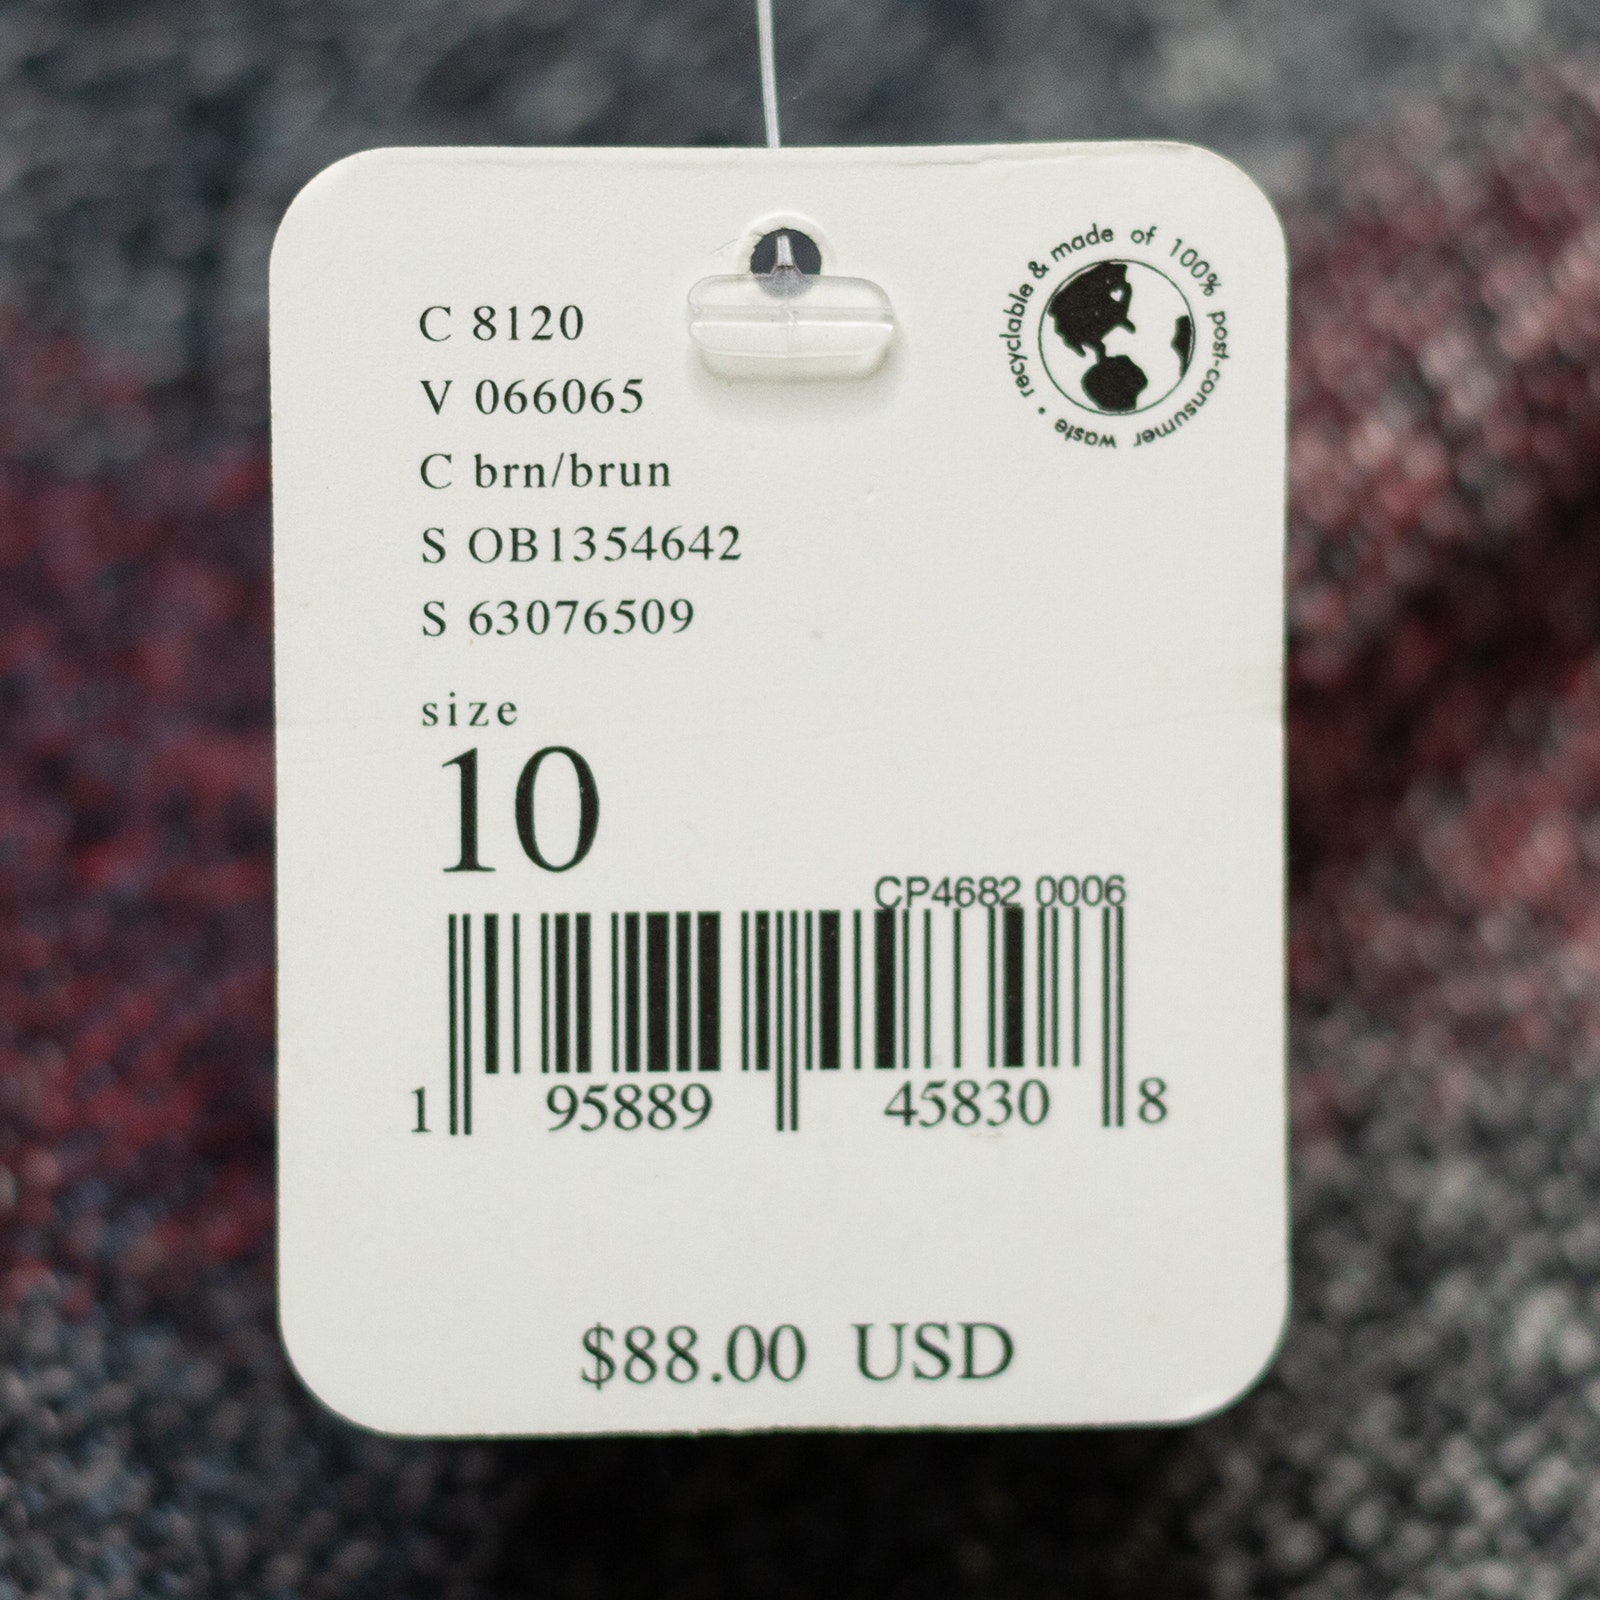 recyclable & made of 100% post-consumer waste •
C 8120
V 066065
C brn/brun
S OB1354642
S 63076509
size
10
CP4682 0006
1 95889 45830 8
$88.00 USD